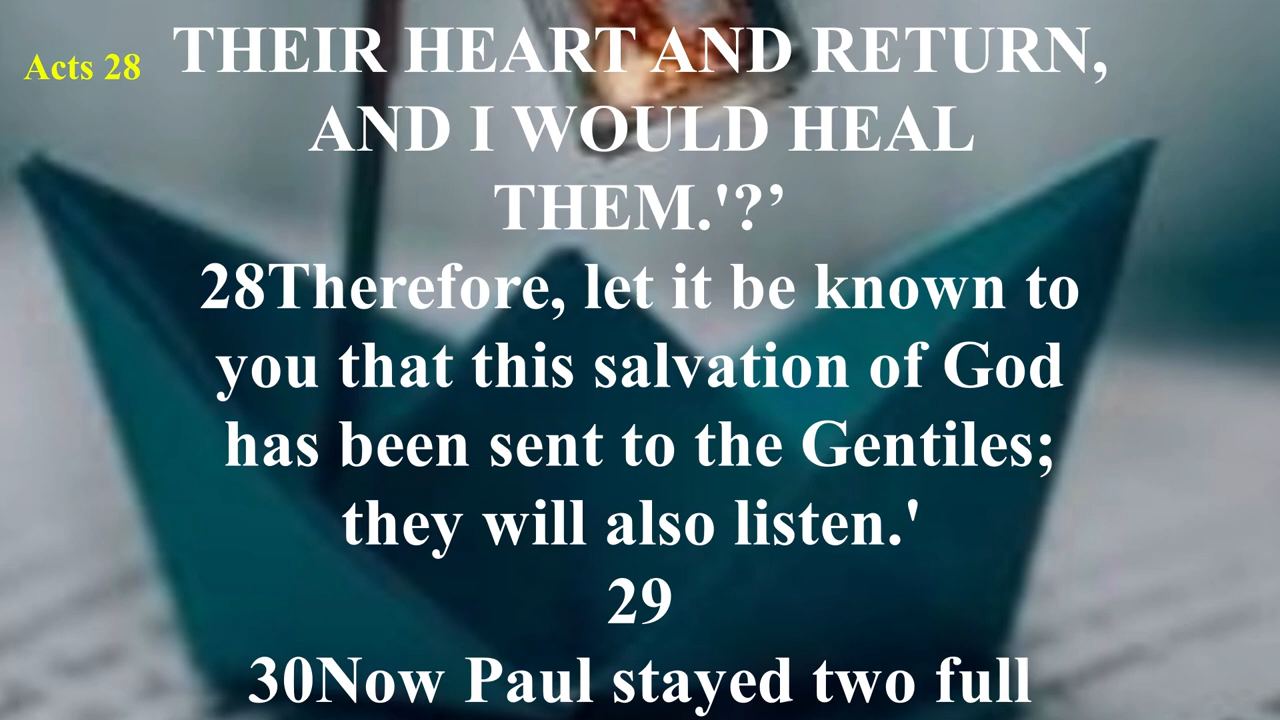 Acts 28
THEIR HEART AND RETURN,
AND I WOULD HEAL
THEM.'?’
28Therefore, let it be known to
you that this salvation of God
has been sent to the Gentiles;
they will also listen.'
29
30Now Paul stayed two full